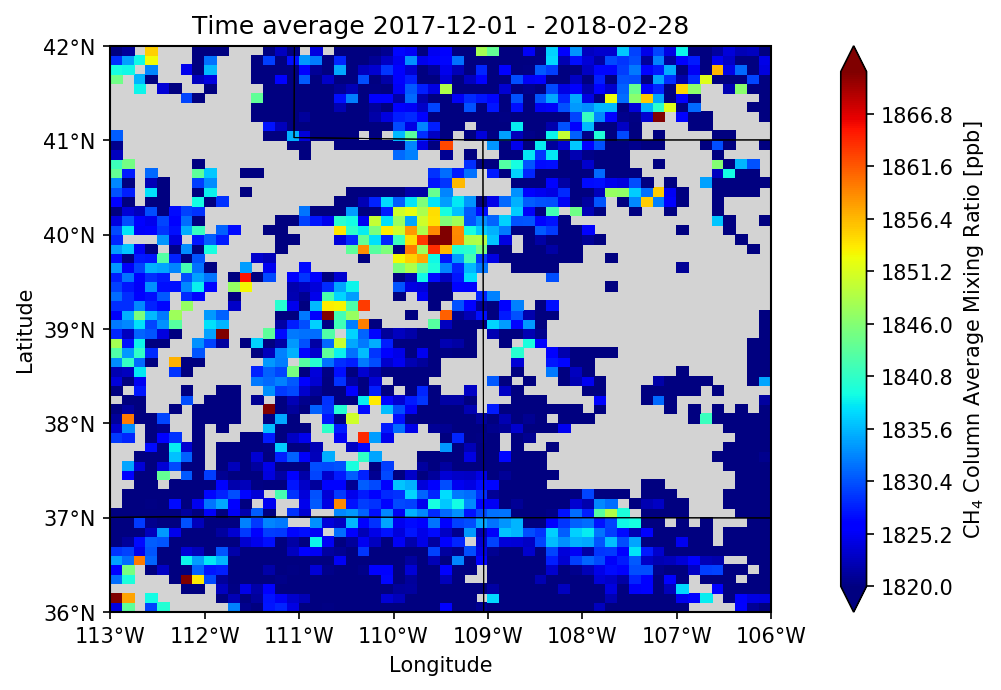 Time average 2017-12-01 - 2018-02-28
42°N
41°N
40°N
39°N
38°N
37°N
36°N
Latitude
113°W 112°W 111°W 110°W 109°W 108°W 107°W 106°W
Longitude
1866.8
1861.6
1856.4
1851.2
1846.0
1840.8
1835.6
1830.4
1825.2
1820.0
CH₄ Column Average Mixing Ratio [ppb]